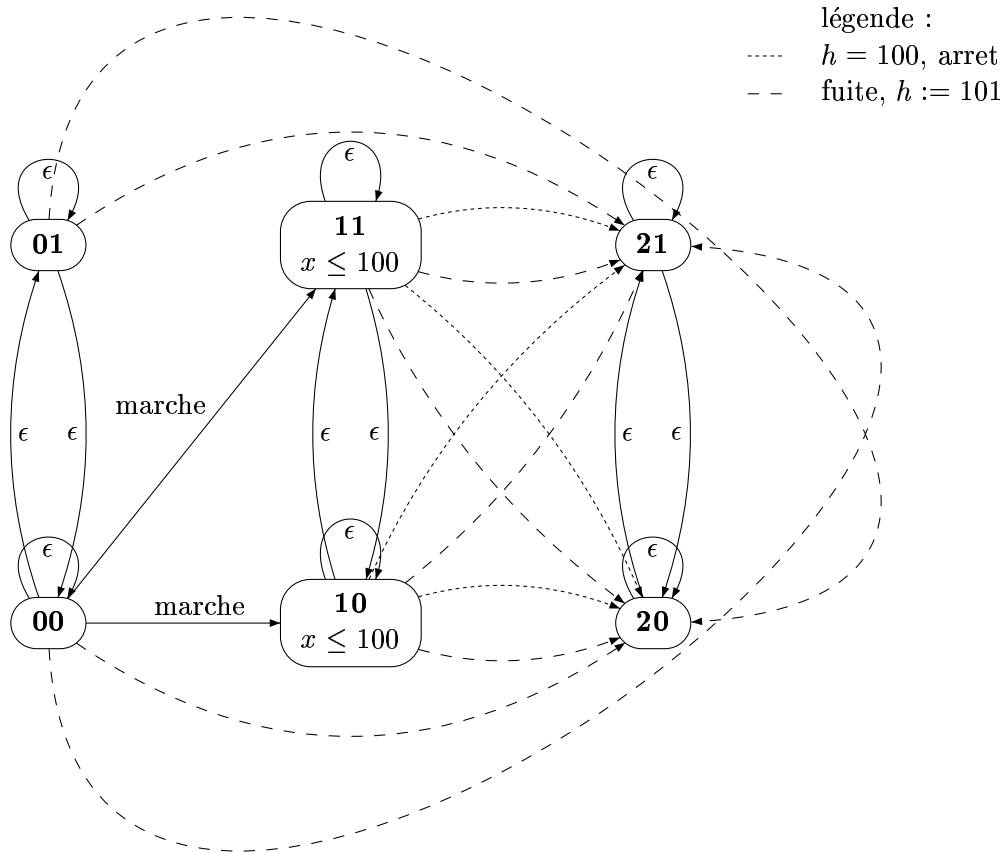 légende :
h = 100, arret
fuite, h := 101
ϵ
ϵ
ϵ
01
11
x ≤ 100
21
marche
ϵ
ϵ
ϵ
ϵ
ϵ
ϵ
ϵ
ϵ
ϵ
00
marche
10
x ≤ 100
20